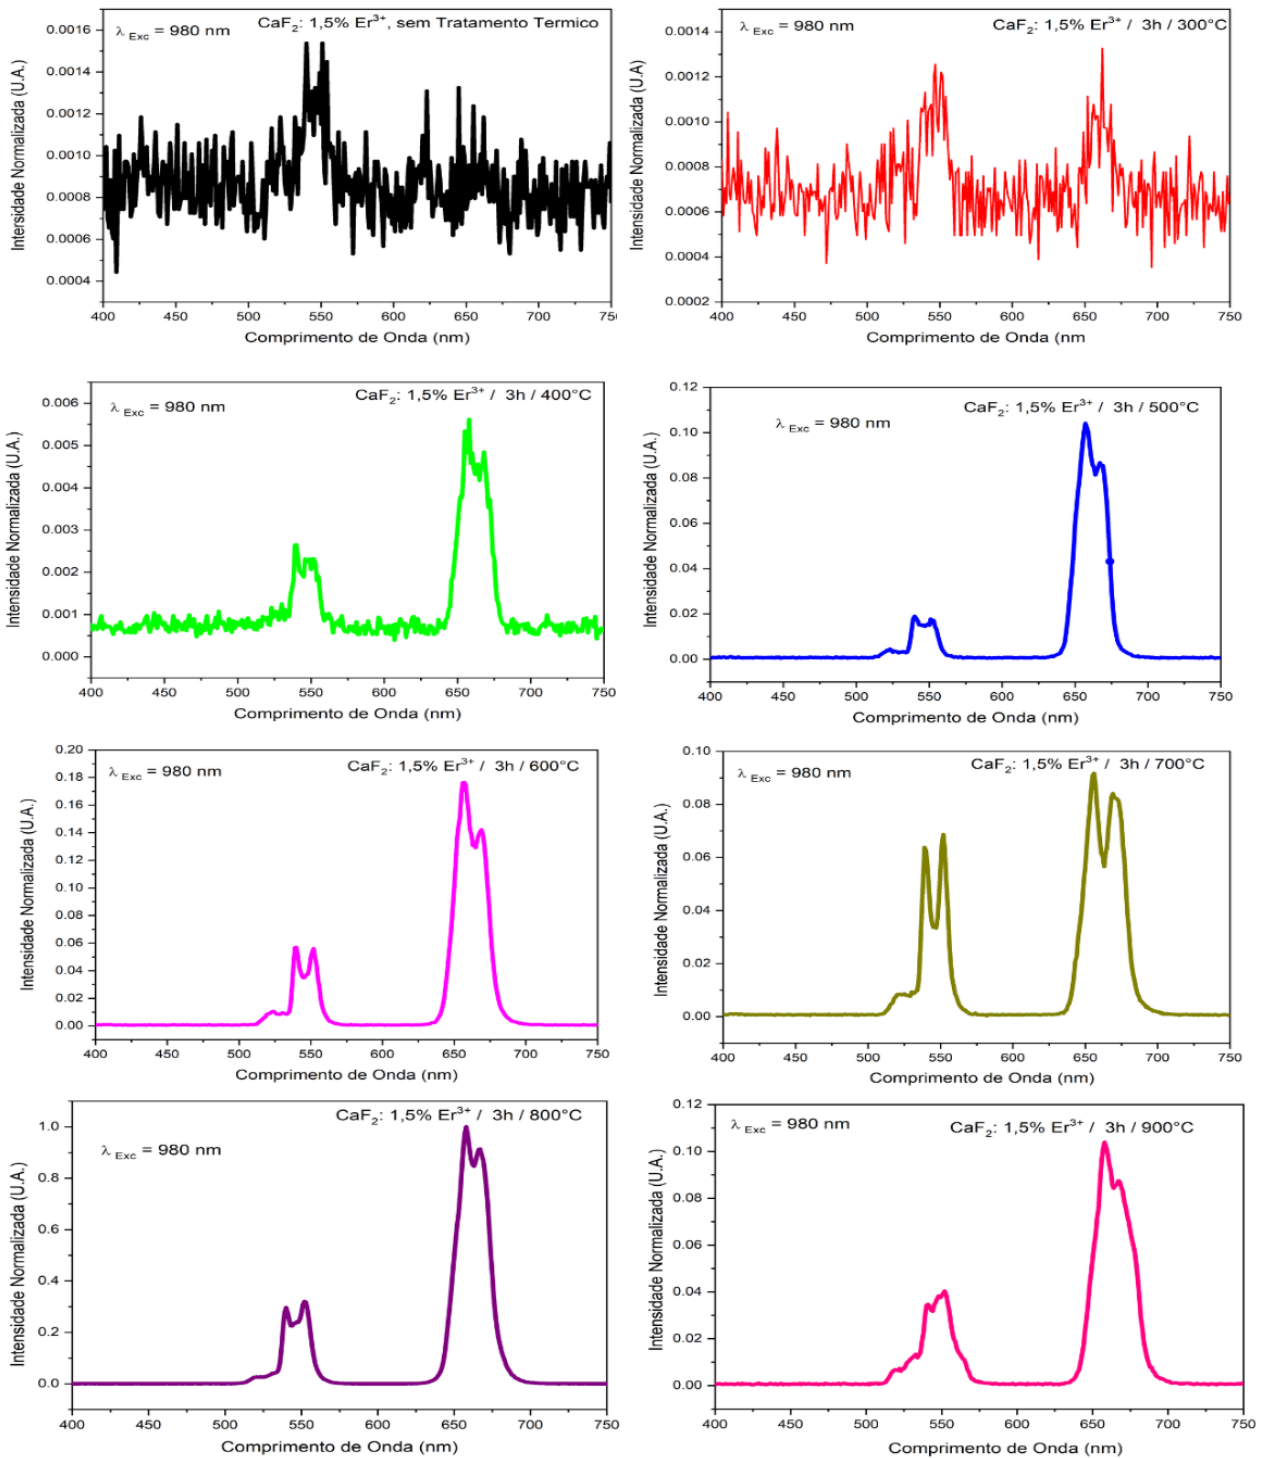 CaF2: 1,5% Er3+, sem Tratamento Termico
λ Exc = 980 nm
Intensidade Normalizada (U.A.)
0.0016
0.0014
0.0012
0.0010
0.0008
0.0006
0.0004
400 450 500 550 600 650 700 75
Comprimento de Onda (nm)
λ Exc = 980 nm
CaF2: 1,5% Er3+ / 3h / 300°C
Intensidade Normalizada (U.A)
0.0014
0.0012
0.0010
0.0008
0.0006
0.0004
0.0002
400 450 500 550 600 650 700 750
Comprimento de Onda (nm
CaF2: 1,5% Er3+ / 3h / 400°C
λ Exc = 980 nm
Intensidade Normalizada (U.A.)
0.006
0.005
0.004
0.003
0.002
0.001
0.000
400 450 500 550 600 650 700 750
Comprimento de Onda (nm)
CaF2: 1,5% Er3+ / 3h / 500°C
λ Exc = 980 nm
Intensidade Normalizada (U.A.)
0.12
0.10
0.08
0.06
0.04
0.02
0.00
400 450 500 550 600 650 700 750
Comprimento de Onda (nm)
CaF2: 1,5% Er3+ / 3h / 600°C
λ Exc = 980 nm
Intensidade Normalizada (U.A.)
0.20
0.18
0.16
0.14
0.12
0.10
0.08
0.06
0.04
0.02
0.00
400 450 500 550 600 650 700 750
Comprimento de Onda (nm)
CaF2: 1,5% Er3+ / 3h / 700°C
λ Exc = 980 nm
Intensidade Normalizada (U.A.)
0.10
0.08
0.06
0.04
0.02
0.00
400 450 500 550 600 650 700 750
Comprimento de Onda (nm)
CaF2: 1,5% Er3+ / 3h / 800°C
λ Exc = 980 nm
Intensidade Normalizada (U.A.)
1.0
0.8
0.6
0.4
0.2
0.0
400 450 500 550 600 650 700 750
Comprimento de Onda (nm)
λ Exc = 980 nm
CaF2: 1,5% Er3+ / 3h / 900°C
Intensidade Normalizada (U.A.)
0.12
0.10
0.08
0.06
0.04
0.02
0.00
400 450 500 550 600 650 700 750
Comprimento de Onda (nm)